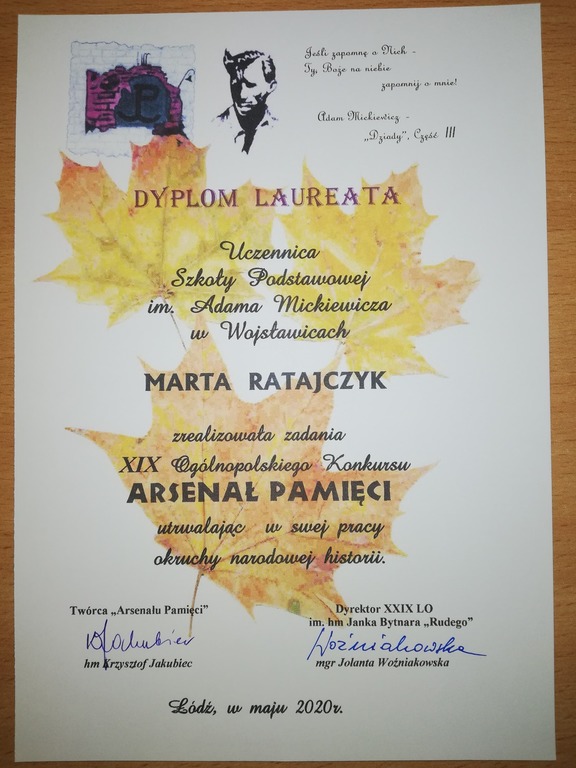 Jeśli zapomnę o Nich -
Ty, Boże na niebie
zapomnij o mnie!
Adam Mickiewicz -
„Dziady", Część III
DYPLOM LAUREATA
Uczennica
Szkoły Podstawowej
im. Adama Mickiewicza
w Wojsławicach
MARTA RATAJCZYK
zrealizowała zadania
XIX Ogólnopolskiego Konkursu
ARSENAŁ PAMIĘCI
utrwalając w swej pracy
okruchy narodowej historii.
Twórca „Arsenału Pamięci"
Dyrektor XXIX LO
im. hm Janka Bytnara „Rudego"
KJakubiec
Woźniakowska
hm Krzysztof Jakubiec
mgr Jolanta Woźniakowska
Łódź, w maju 2020r.